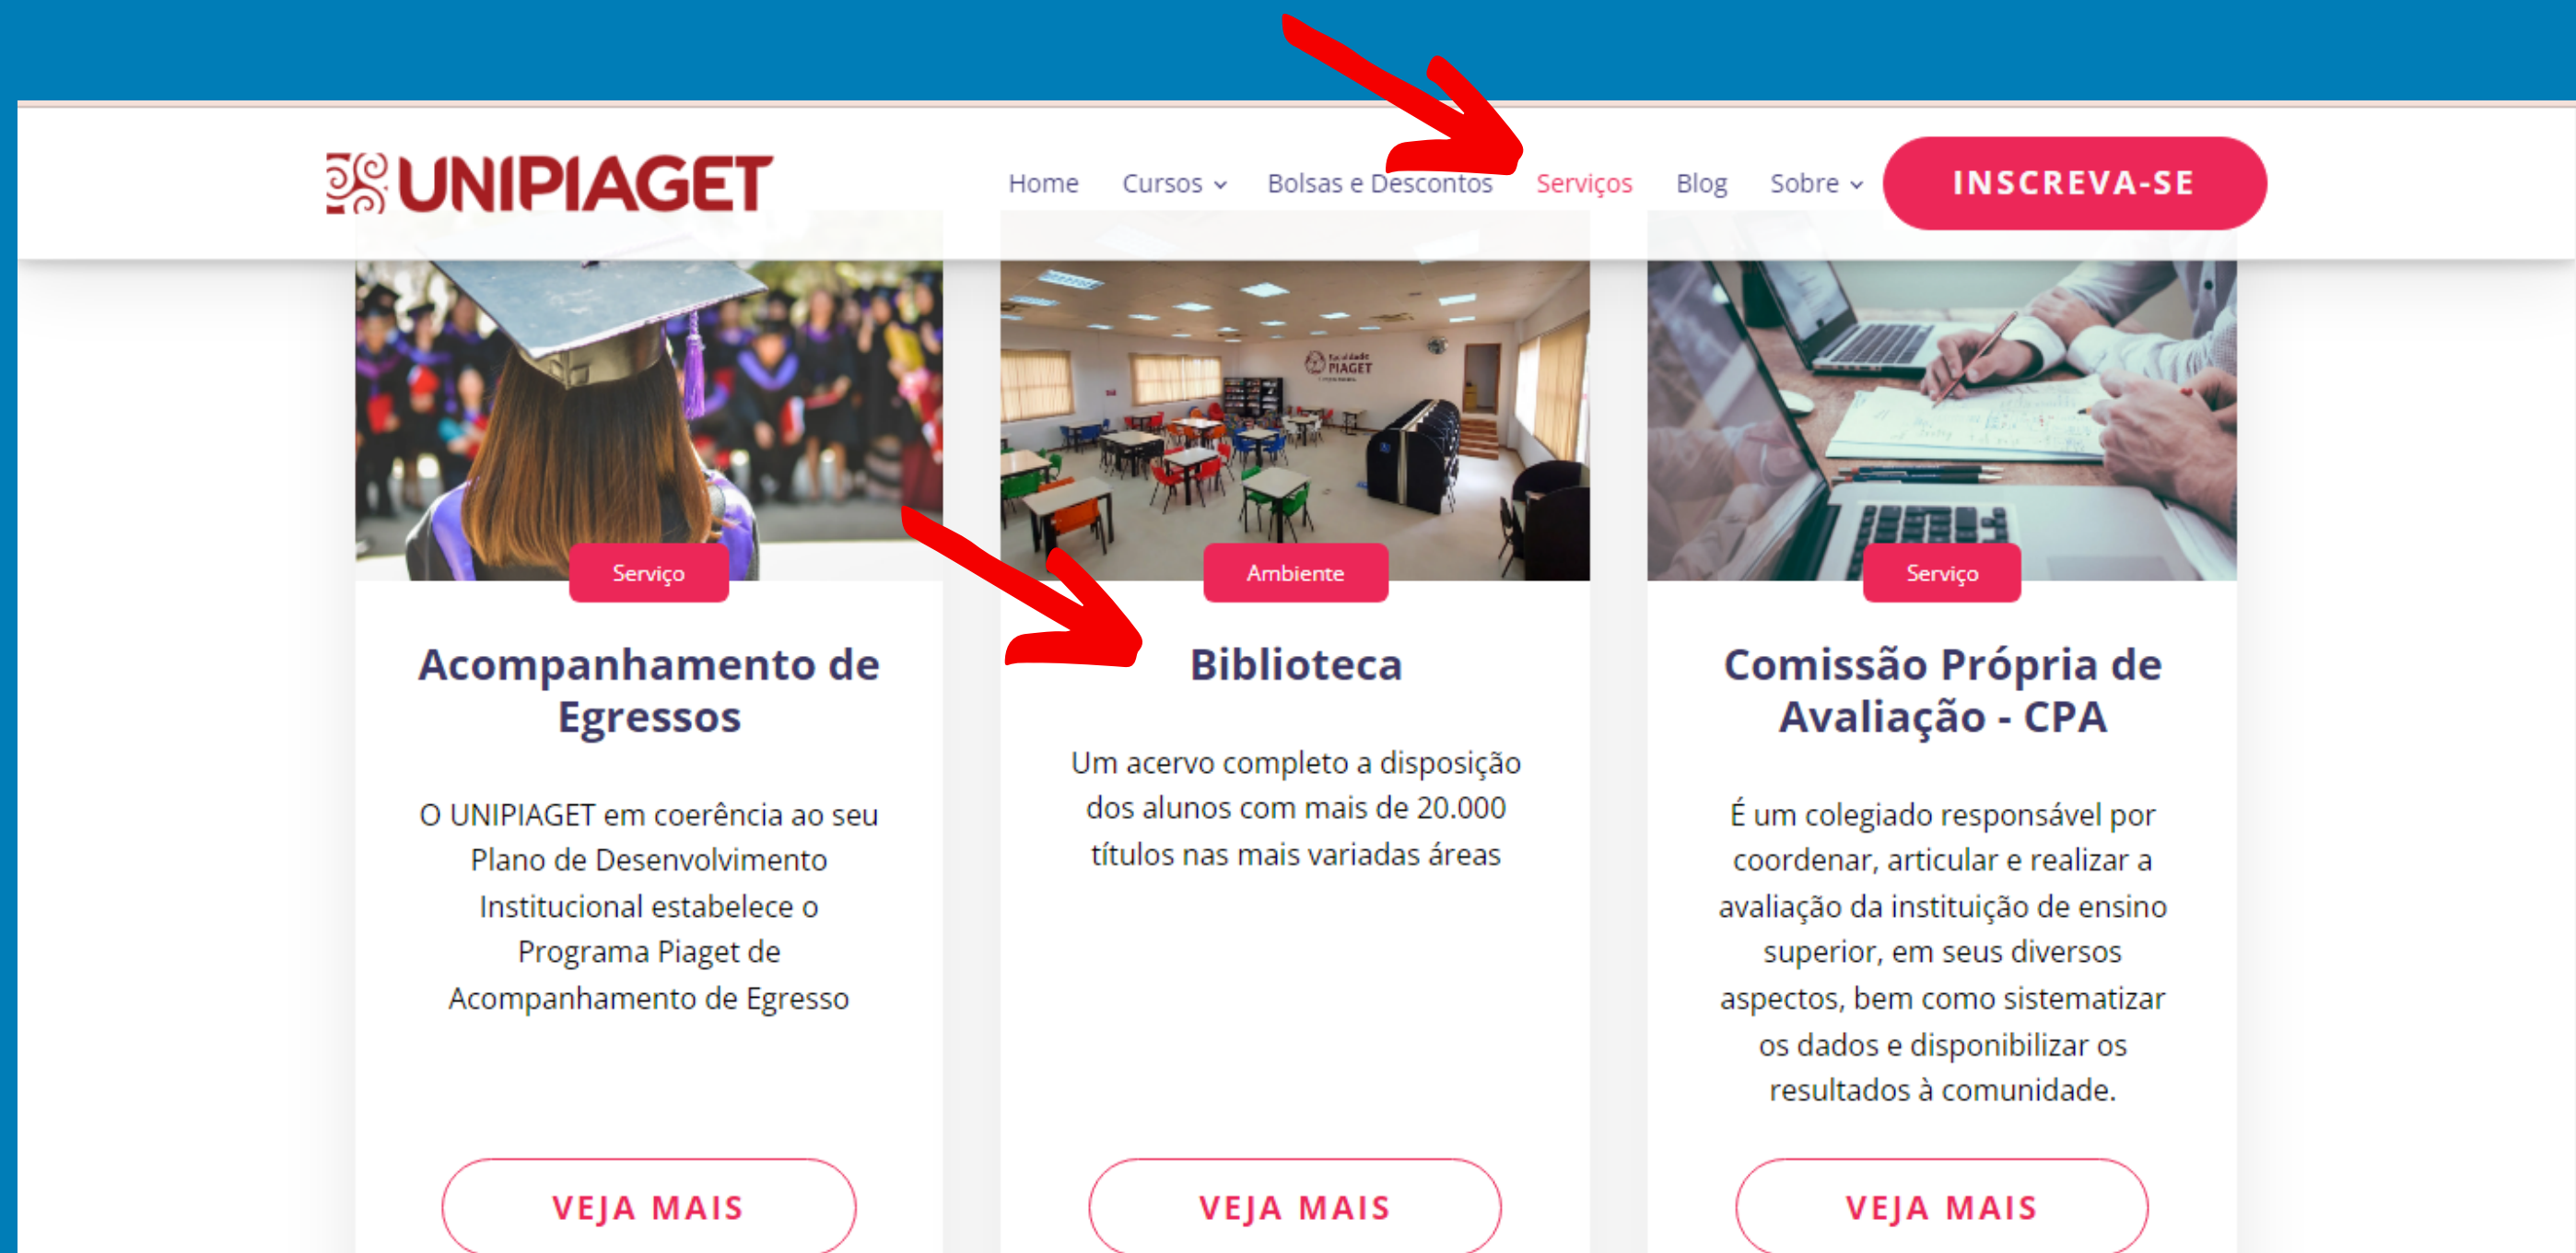 UNIPIAGET
Home
Cursos
Bolsas e Descontos
Serviços
Blog
Sobre
INSCREVA-SE
Faculdade
PIAGET
Serviço
Acompanhamento de
Egressos
O UNIPIAGET em coerência ao seu
Plano de Desenvolvimento
Institucional estabelece o
Programa Piaget de
Acompanhamento de Egresso
VEJA MAIS
Ambiente
Biblioteca
Um acervo completo a disposição
dos alunos com mais de 20.000
títulos nas mais variadas áreas
VEJA MAIS
Serviço
Comissão Própria de
Avaliação - CPA
É um colegiado responsável por
coordenar, articular e realizar a
avaliação da instituição de ensino
superior, em seus diversos
aspectos, bem como sistematizar
os dados e disponibilizar os
resultados à comunidade.
VEJA MAIS